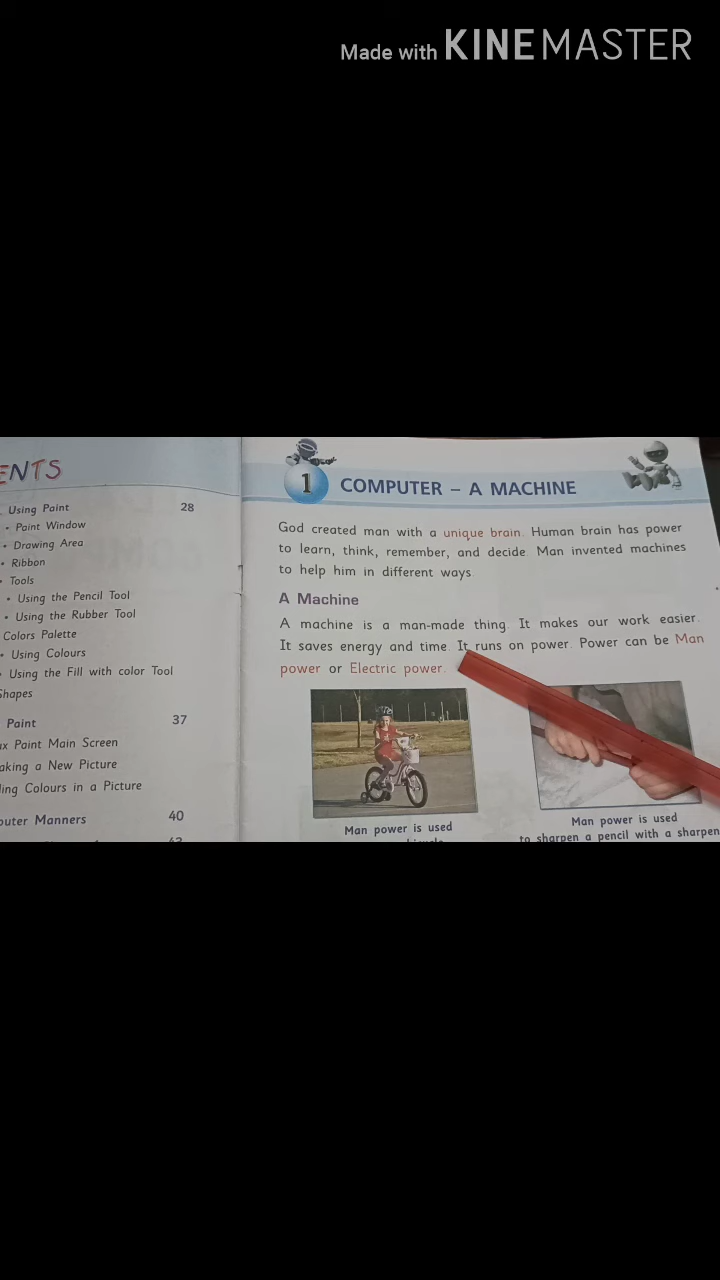 Made with KINEMASTER
ENTS
Using Paint 28
• Paint Window
• Drawing Area
• Ribbon
• Tools
• Using the Pencil Tool
• Using the Rubber Tool
Colors Palette
• Using Colours
• Using the Fill with color Tool
Shapes
Paint 37
ux Paint Main Screen
aking a New Picture
ling Colours in a Picture
outer Manners 40
1 COMPUTER – A MACHINE
God created man with a unique brain. Human brain has power
to learn, think, remember, and decide. Man invented machines
to help him in different ways.
A Machine
A machine is a man-made thing. It makes our work easier.
It saves energy and time. It runs on power. Power can be Man
power or Electric power.
Man power is used
Man power is used
to sharpen a pencil with a sharpen